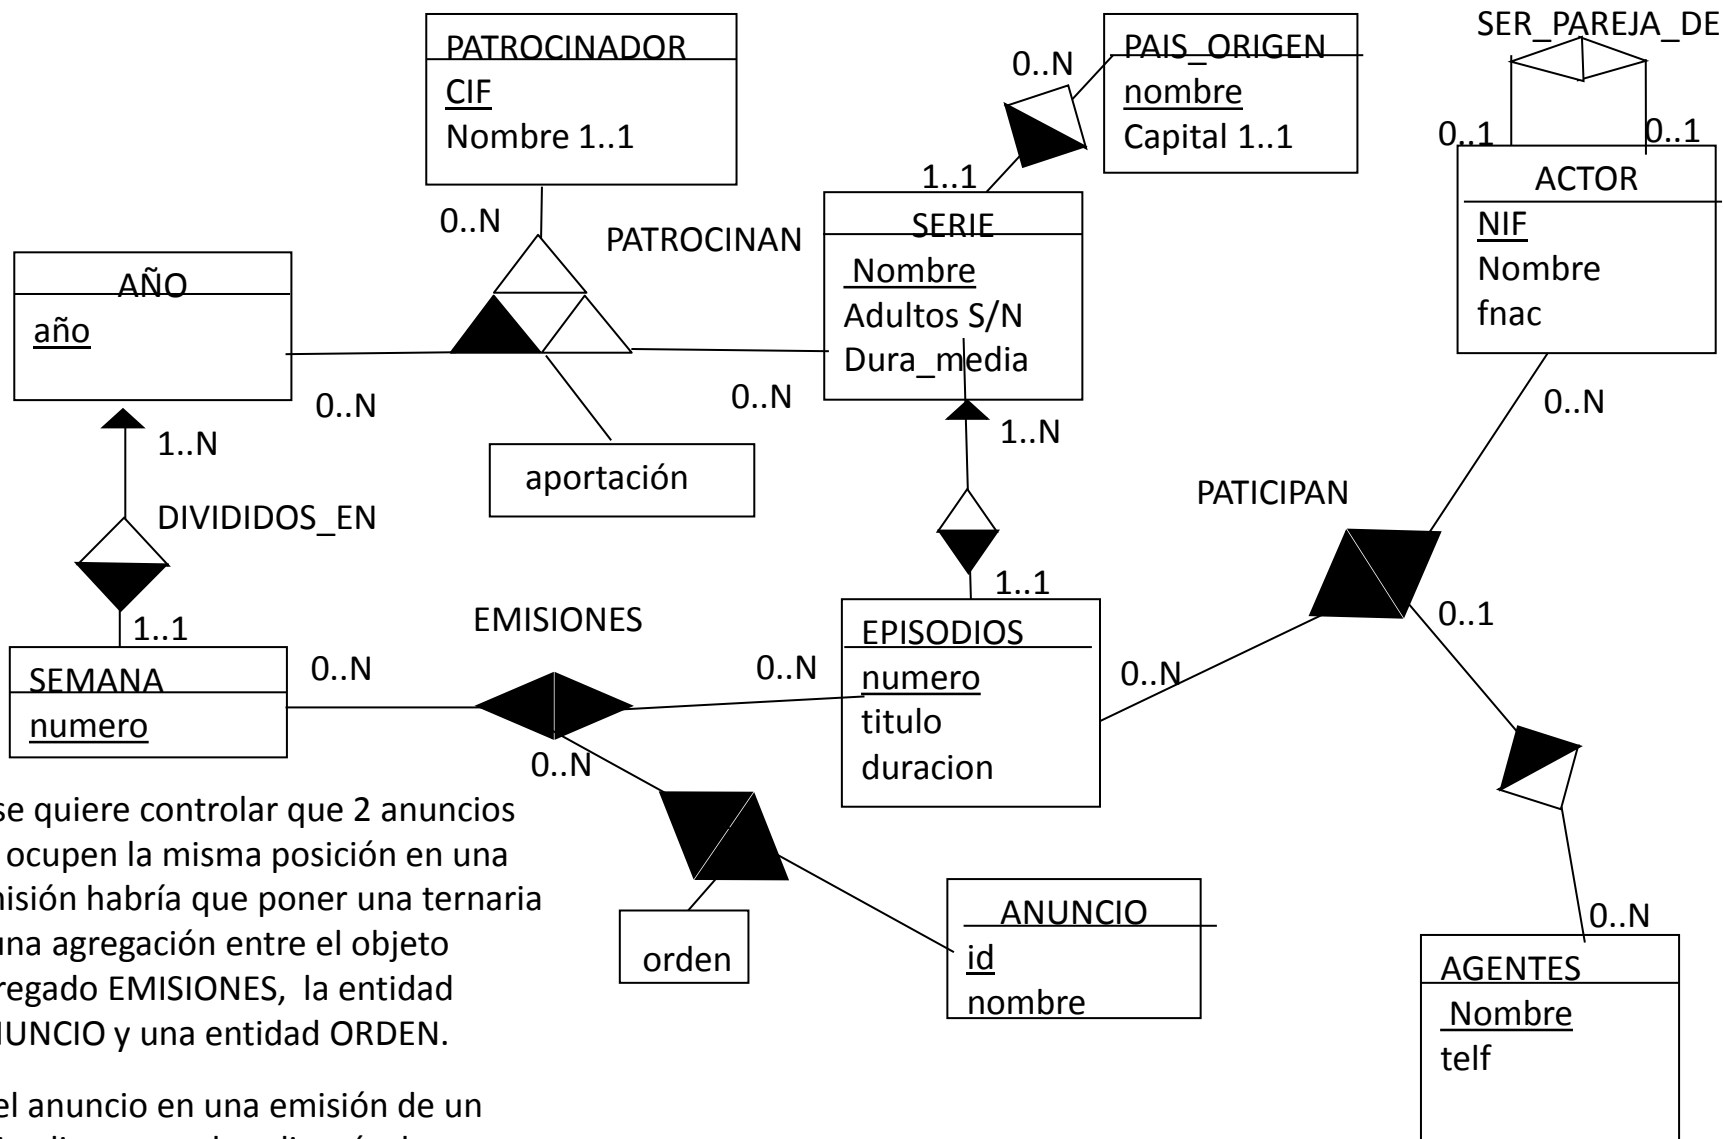 SER_PAREJA_DE
PATROCINADOR
CIF
Nombre 1..1
0..N
PAIS_ORIGEN
nombre
Capital 1..1
0..1
0..1
ACTOR
NIF
Nombre
fnac
1..1
0..N
PATROCINAN
SERIE
Nombre
Adultos S/N
Dura_media
AÑO
año
0..N
0..N
0..N
1..N
1..N
aportación
DIVIDIDOS_EN
PATICIPAN
1..1
1..1
EMISIONES
0..1
SEMANA
numero
0..N
0..N
EPISODIOS
numero
titulo
duracion
0..N
0..N
se quiere controlar que 2 anuncios
ocupen la misma posición en una
habría que poner una ternaria
una agregación entre el objeto
EMISIONES, la entidad
y una entidad ORDEN.
el anuncio en una emisión de un
orden
ANUNCIO
id
nombre
0..N
AGENTES
Nombre
telf